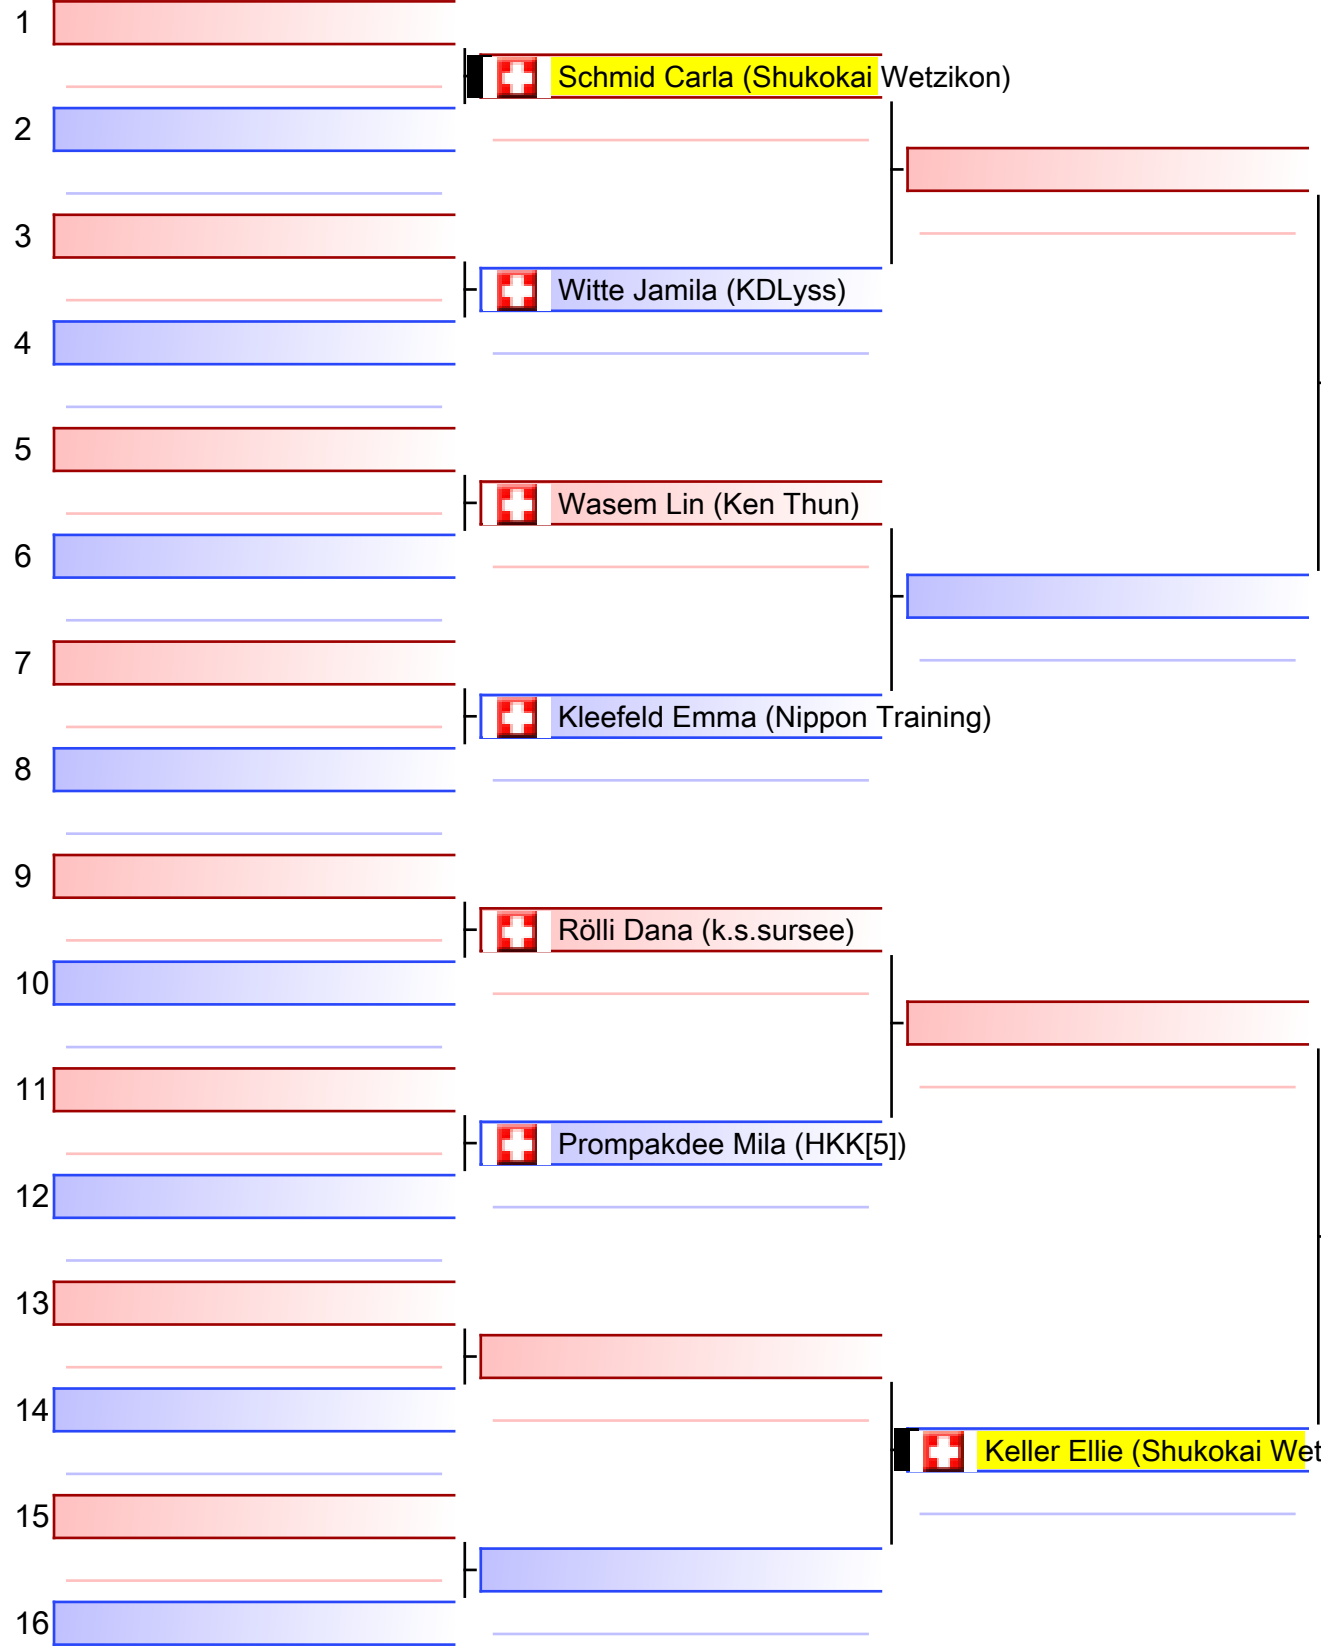 1
Schmid Carla (Shukokai Wetzikon)
2
3
Witte Jamila (KDLyss)
4
5
Wasem Lin (Ken Thun)
6
7
Kleefeld Emma (Nippon Training)
8
9
Rölli Dana (k.s.sursee)
10
11
Prompakdee Mila (HKK[5])
12
13
14
Keller Ellie (Shukokai Wet
15
16